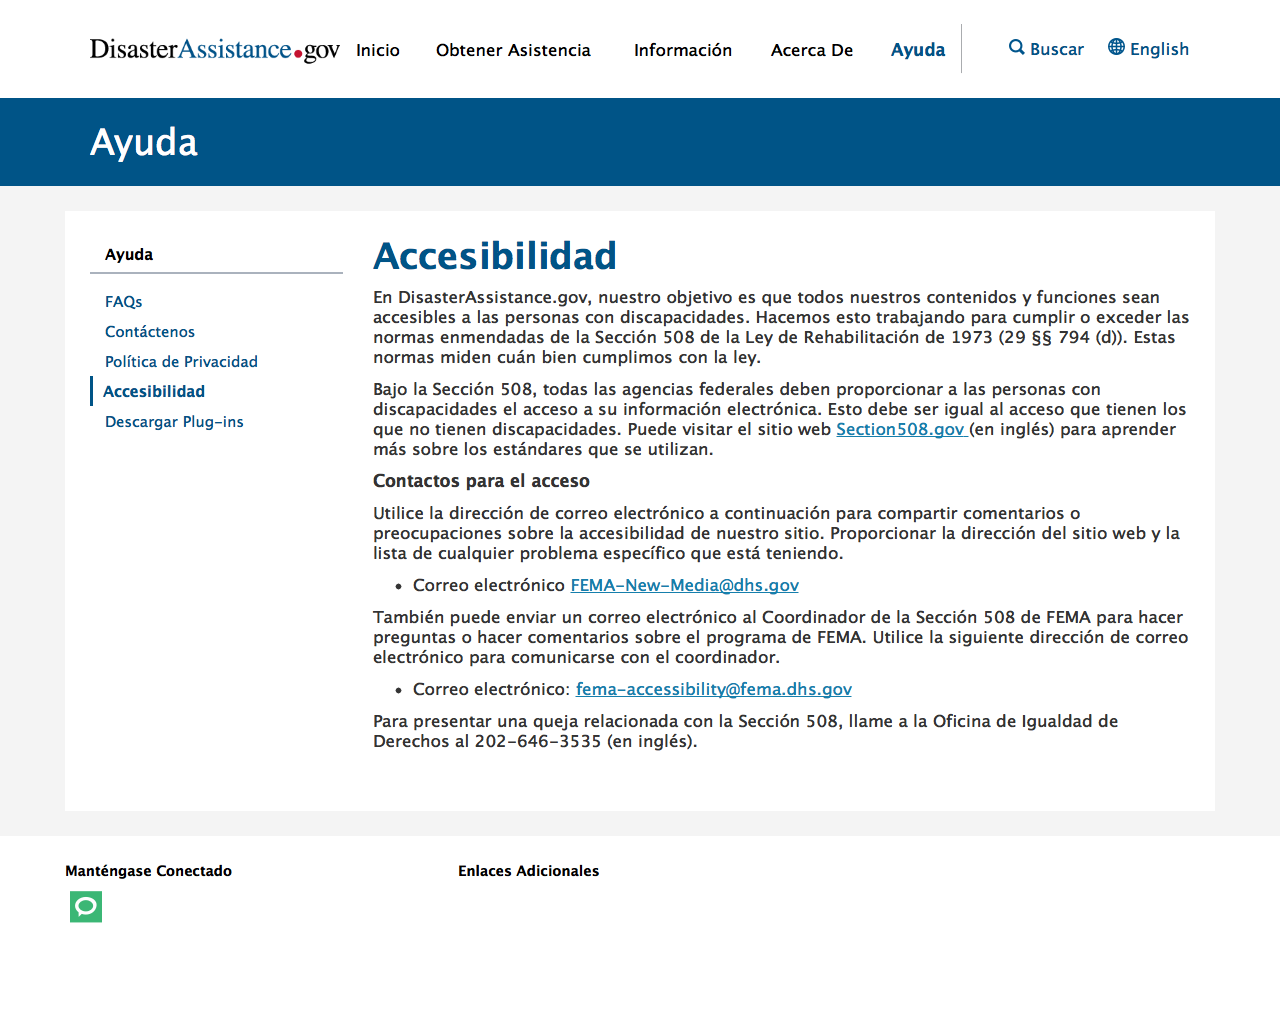 DisasterAssistance.gov Inicio Obtener Asistencia Información Acerca De Ayuda Buscar English
Ayuda
Ayuda
FAQs
Contáctenos
Política de Privacidad
Accesibilidad
Descargar Plug-ins
Accesibilidad
En DisasterAssistance.gov, nuestro objetivo es que todos nuestros contenidos y funciones sean
accesibles a las personas con discapacidades. Hacemos esto trabajando para cumplir o exceder las
normas enmendadas de la Sección 508 de la Ley de Rehabilitación de 1973 (29 §§ 794 (d)). Estas
normas miden cuán bien cumplimos con la ley.
Bajo la Sección 508, todas las agencias federales deben proporcionar a las personas con
discapacidades el acceso a su información electrónica. Esto debe ser igual al acceso que tienen los
que no tienen discapacidades. Puede visitar el sitio web Section508.gov (en inglés) para aprender
más sobre los estándares que se utilizan.
Contactos para el acceso
Utilice la dirección de correo electrónico a continuación para compartir comentarios o
preocupaciones sobre la accesibilidad de nuestro sitio. Proporcionar la dirección del sitio web y la
lista de cualquier problema específico que está teniendo.
• Correo electrónico FEMA-New-Media@dhs.gov
También puede enviar un correo electrónico al Coordinador de la Sección 508 de FEMA para hacer
preguntas o hacer comentarios sobre el programa de FEMA. Utilice la siguiente dirección de correo
electrónico para comunicarse con el coordinador.
• Correo electrónico: fema-accessibility@fema.dhs.gov
Para presentar una queja relacionada con la Sección 508, llame a la Oficina de Igualdad de
Derechos al 202-646-3535 (en inglés).
Manténgase Conectado
Enlaces Adicionales